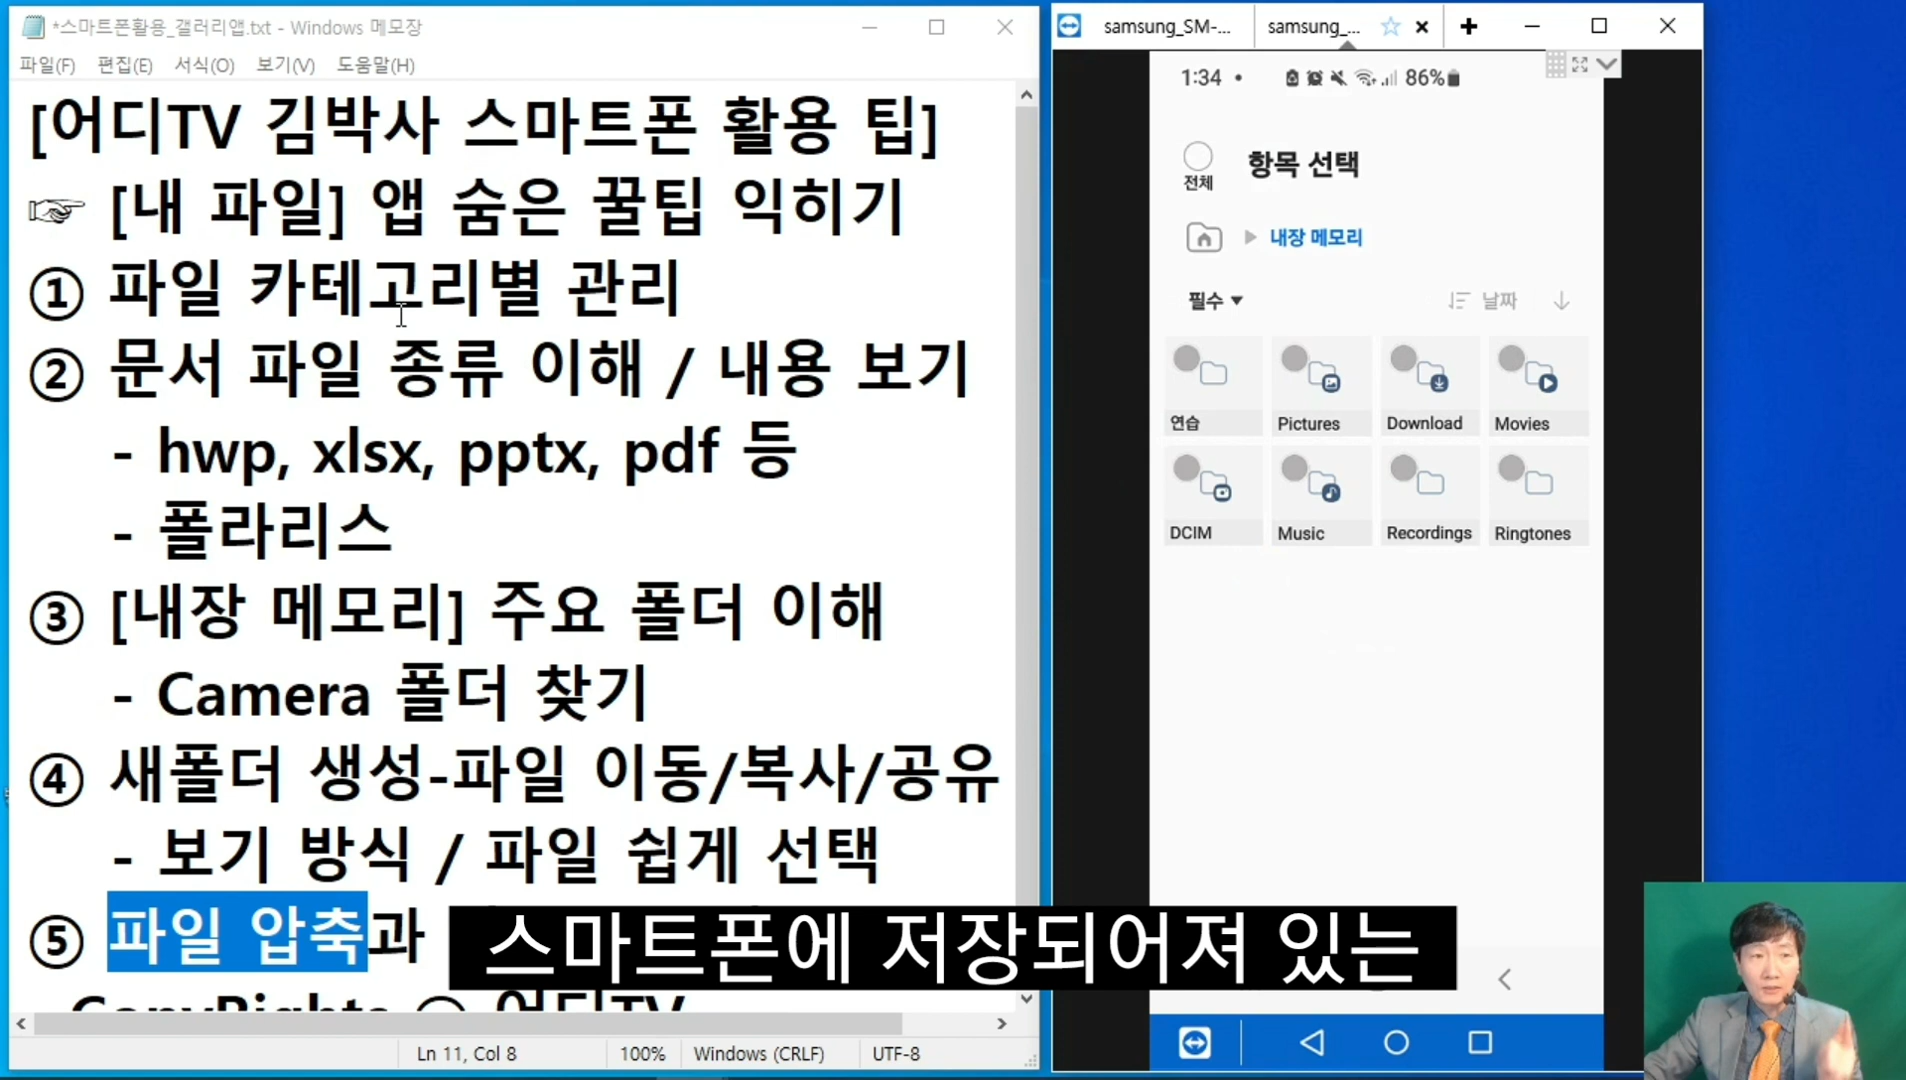 *스마트폰활용_갤러리앱.txt - Windows 메모장
파일(F) 편집(E) 서식(O) 보기(V) 도움말(H)
[어디TV 김박사 스마트폰 활용 팁]
☞ [내 파일] 앱 숨은 꿀팁 익히기
① 파일 카테고리별 관리
② 문서 파일 종류 이해 / 내용 보기
- hwp, xlsx, pptx, pdf 등
- 폴라리스
③ [내장 메모리] 주요 폴더 이해
- Camera 폴더 찾기
④ 새폴더 생성-파일 이동/복사/공유
- 보기 방식 / 파일 쉽게 선택
⑤ 파일 압축과
스마트폰에 저장되어져 있는
CopyRights © 어디TV
Ln 11, Col 8 100% Windows (CRLF) UTF-8
samsung_SM-... samsung_...
1:34 86%
전체 항목 선택
내장 메모리
필수 날짜
연습 Pictures Download Movies
DCIM Music Recordings Ringtones